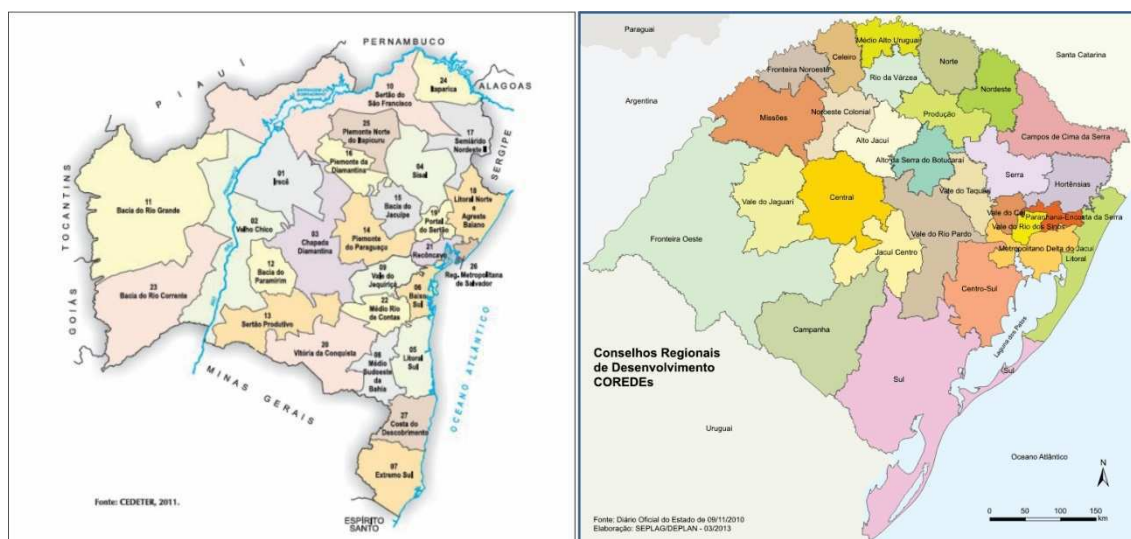 PERNAMBUCO
PIAUÍ
ALAGOAS
SERGIPE
TOCANTINS
GOIÁS
MINAS GERAIS
ESPÍRITO
SANTO
OCEANO ATLÂNTICO
24
Itaparica
10
Sertão do
São Francisco
25
Piemonte Norte
do Itapicuru
17
Semiárido
Nordeste II
16
Piemonte da
Diamantina
04
Sisal
01
Irecê
18
Litoral Norte
e
Agreste
Baiano
11
Bacia do Rio Grande
15
Bacia do
Jacuípe
19
Portal
do Sertão
02
Velho Chico
03
Chapada
Diamantina
14
Piemonte
do Paraguaçu
21
Recôncavo
26
Reg. Metropolitana
de Salvador
09
Vale do
Jequiriçá
12
Bacia do
Paramirim
06
Baixo
Sul
23
Bacia do Rio Corrente
22
Médio Rio
de Contas
13
Sertão Produtivo
20
Vitória da Conquista
05
Litoral
Sul
08
Médio
Sudoeste
da
Bahia
27
Costa do
Descobrimento
07
Extremo Sul
Fonte: CEDETER, 2011.
Paraguai
Argentina
Santa Catarina
Uruguai
Oceano Atlântico
Médio Alto Uruguai
Celeiro
Norte
Fronteira Noroeste
Rio da Várzea
Nordeste
Missões
Noroeste Colonial
Produção
Alto Jacuí
Campos de Cima da Serra
Alto da Serra do Botucaraí
Serra
Hortênsias
Vale do Jaguari
Central
Vale do Taquari
Vale do Caí
Paranhana-Encosta da Serra
Vale do Rio dos Sinos
Vale do Rio Pardo
Fronteira Oeste
Metropolitano Delta do Jacuí
Litoral
Jacuí Centro
Centro-Sul
Campanha
Laguna dos Patos
Sul
Sul
Conselhos Regionais
de Desenvolvimento
COREDEs
N
0 50 100 150
km
Fonte: Diário Oficial do Estado de 09/11/2010
Elaboração: SEPLAG/DEPLAN - 03/2013